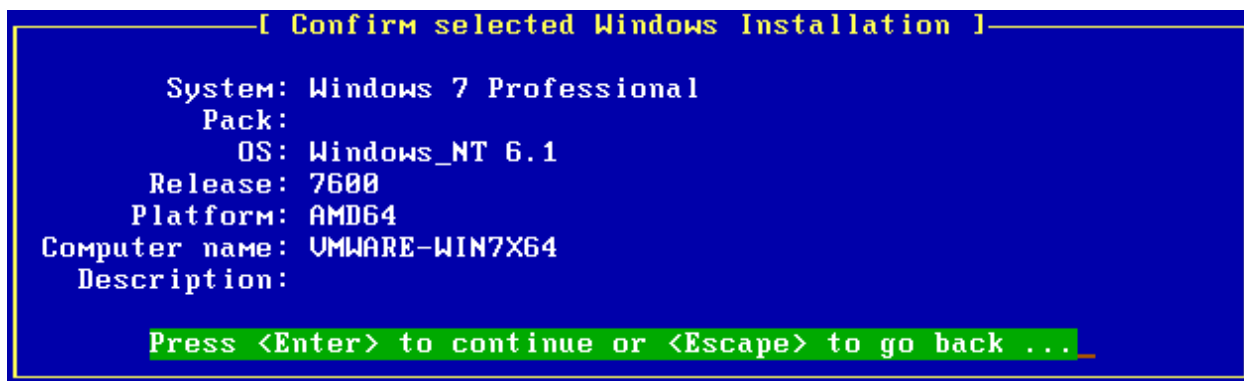 [ Confirm selected Windows Installation ]
System: Windows 7 Professional
Pack:
OS: Windows_NT 6.1
Release: 7600
Platform: AMD64
Computer name: VMWARE-WIN7X64
Description:
Press <Enter> to continue or <Escape> to go back ..._